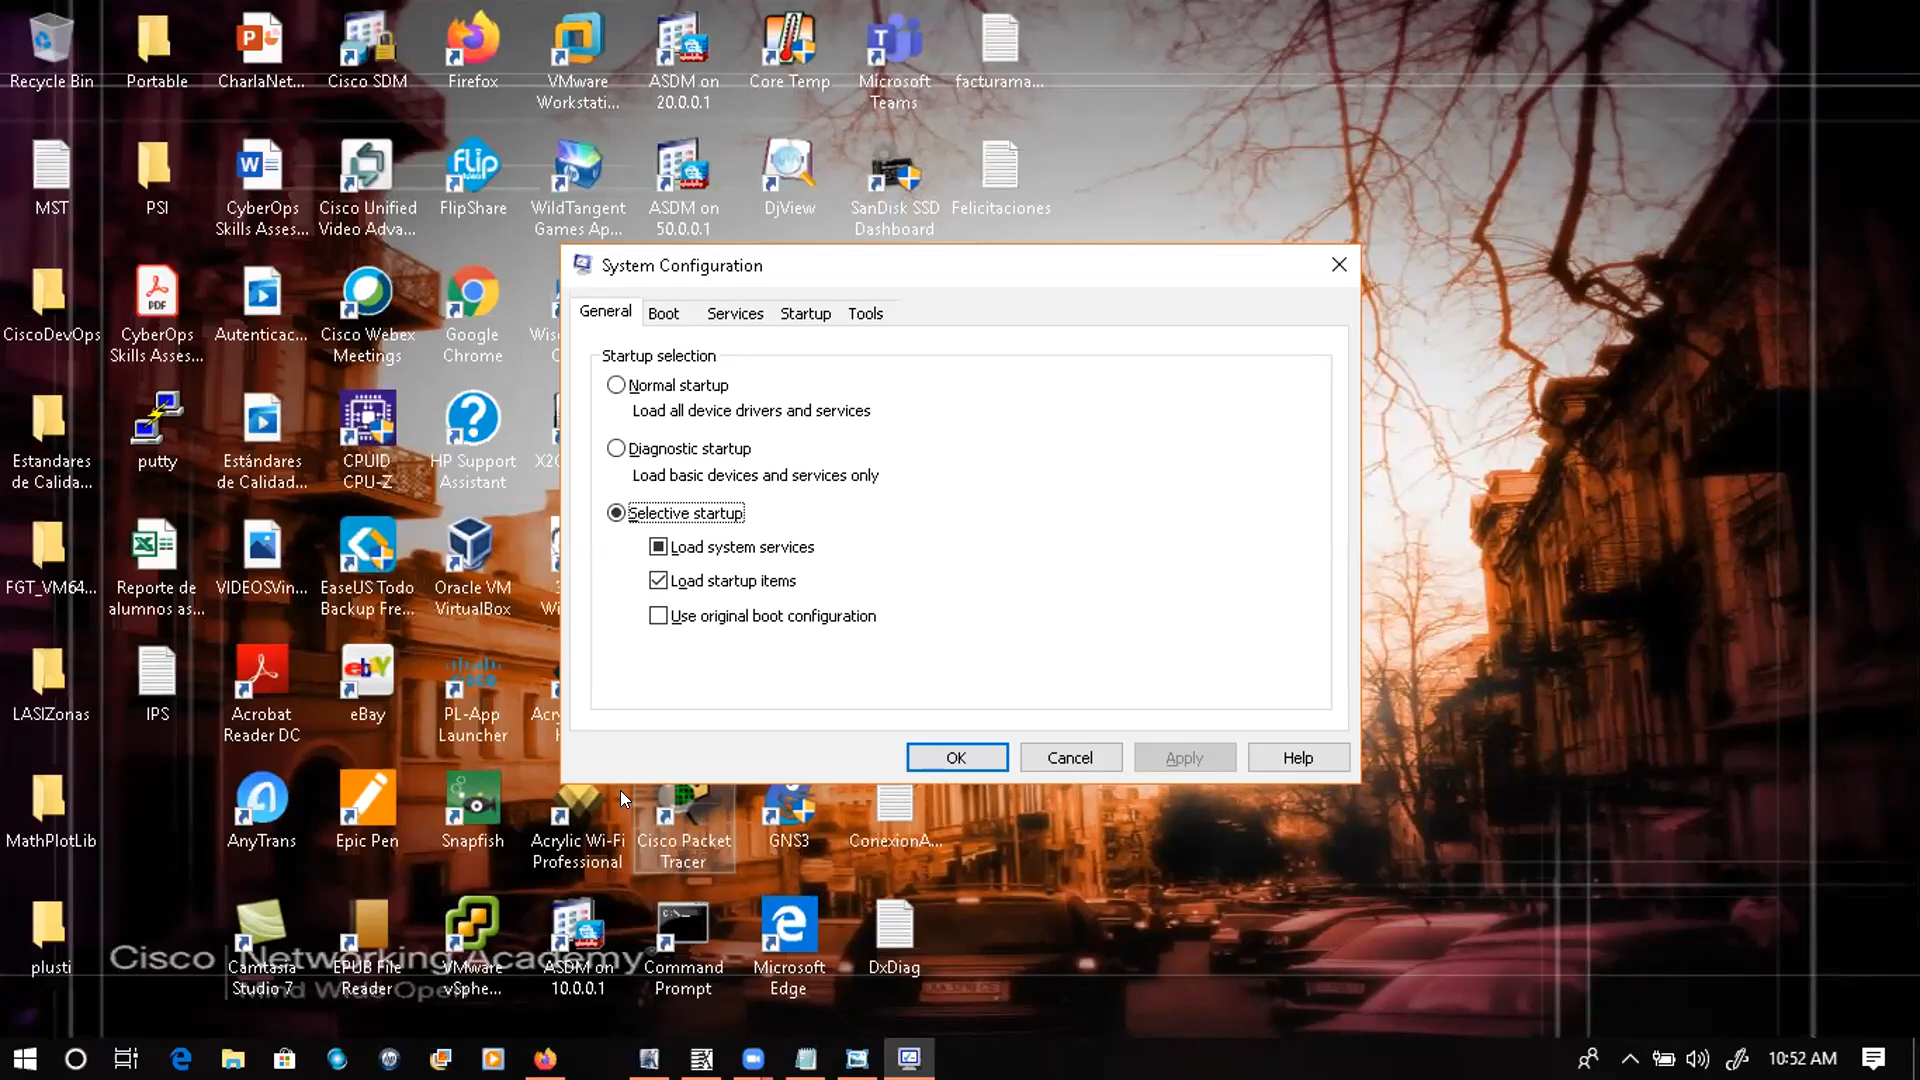 Recycle Bin
Portable
CharlaNet...
Cisco SDM
Firefox
VMware
Workstati...
ASDM on
20.0.0.1
Core Temp
Microsoft
Teams
facturama...
MST
PSI
CyberOps
Skills Asses...
Cisco Unified
Video Adva...
FlipShare
WildTangent
Games Ap...
ASDM on
50.0.0.1
DjView
SanDisk SSD
Dashboard
Felicitaciones
CiscoDevOps
CyberOps
Skills Asses...
Autenticac...
Cisco Webex
Meetings
Google
Chrome
System Configuration
General
Boot
Services
Startup
Tools
Startup selection
Normal startup
Load all device drivers and services
Diagnostic startup
Load basic devices and services only
Selective startup
Load system services
Load startup items
Use original boot configuration
OK
Cancel
Apply
Help
Estandares
de Calida...
putty
Estándares
de Calidad...
CPUID
CPU-Z
HP Support
Assistant
FGT_VM64...
Reporte de
alumnos as...
VIDEOSVin...
EaseUS Todo
Backup Fre...
Oracle VM
VirtualBox
LASIZonas
IPS
Acrobat
Reader DC
eBay
PL-App
Launcher
MathPlotLib
AnyTrans
Epic Pen
Snapfish
Acrylic Wi-Fi
Professional
Cisco Packet
Tracer
GNS3
ConexionA...
plusti
Cisco Networking Academy
Mind Wide Open
Camtasia
Studio 7
EPUB File
Reader
VMware
vSphe...
ASDM on
10.0.0.1
Command
Prompt
Microsoft
Edge
DxDiag
10:52 AM